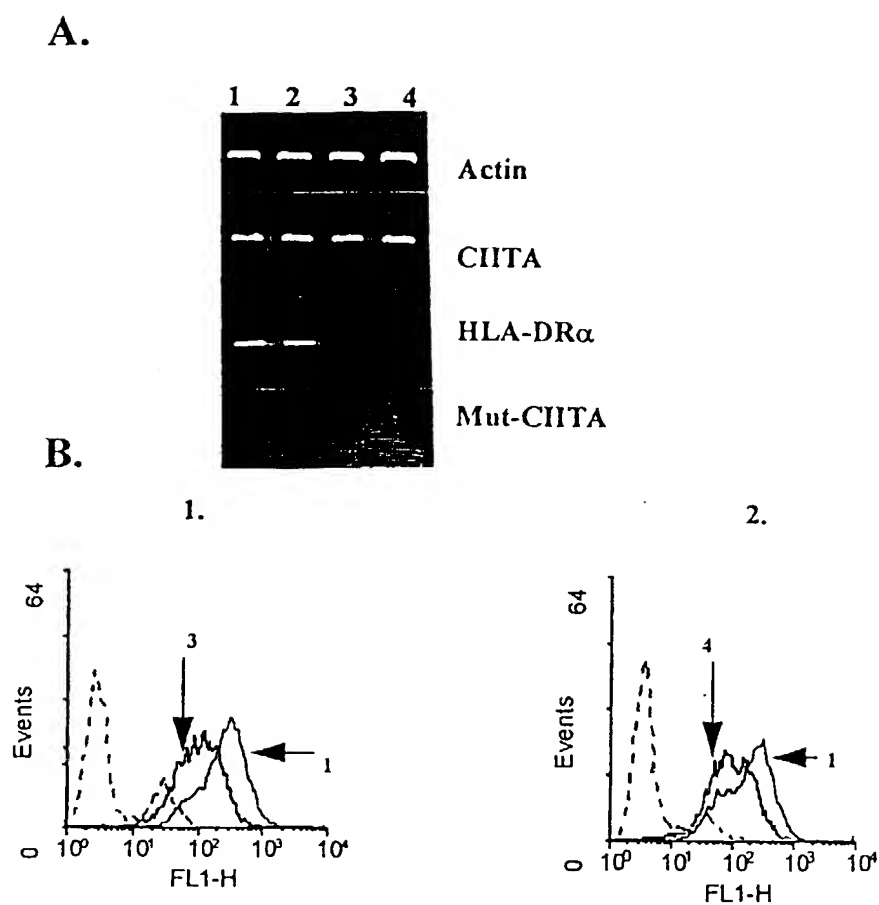 A.
1 2 3 4
Actin
CIITA
HLA-DRα
Mut-CIITA
B.
1.
2.
64
Events
0
3
1
10⁰ 10¹ 10² 10³ 10⁴
FL1-H
64
Events
0
4
1
10⁰ 10¹ 10² 10³ 10⁴
FL1-H